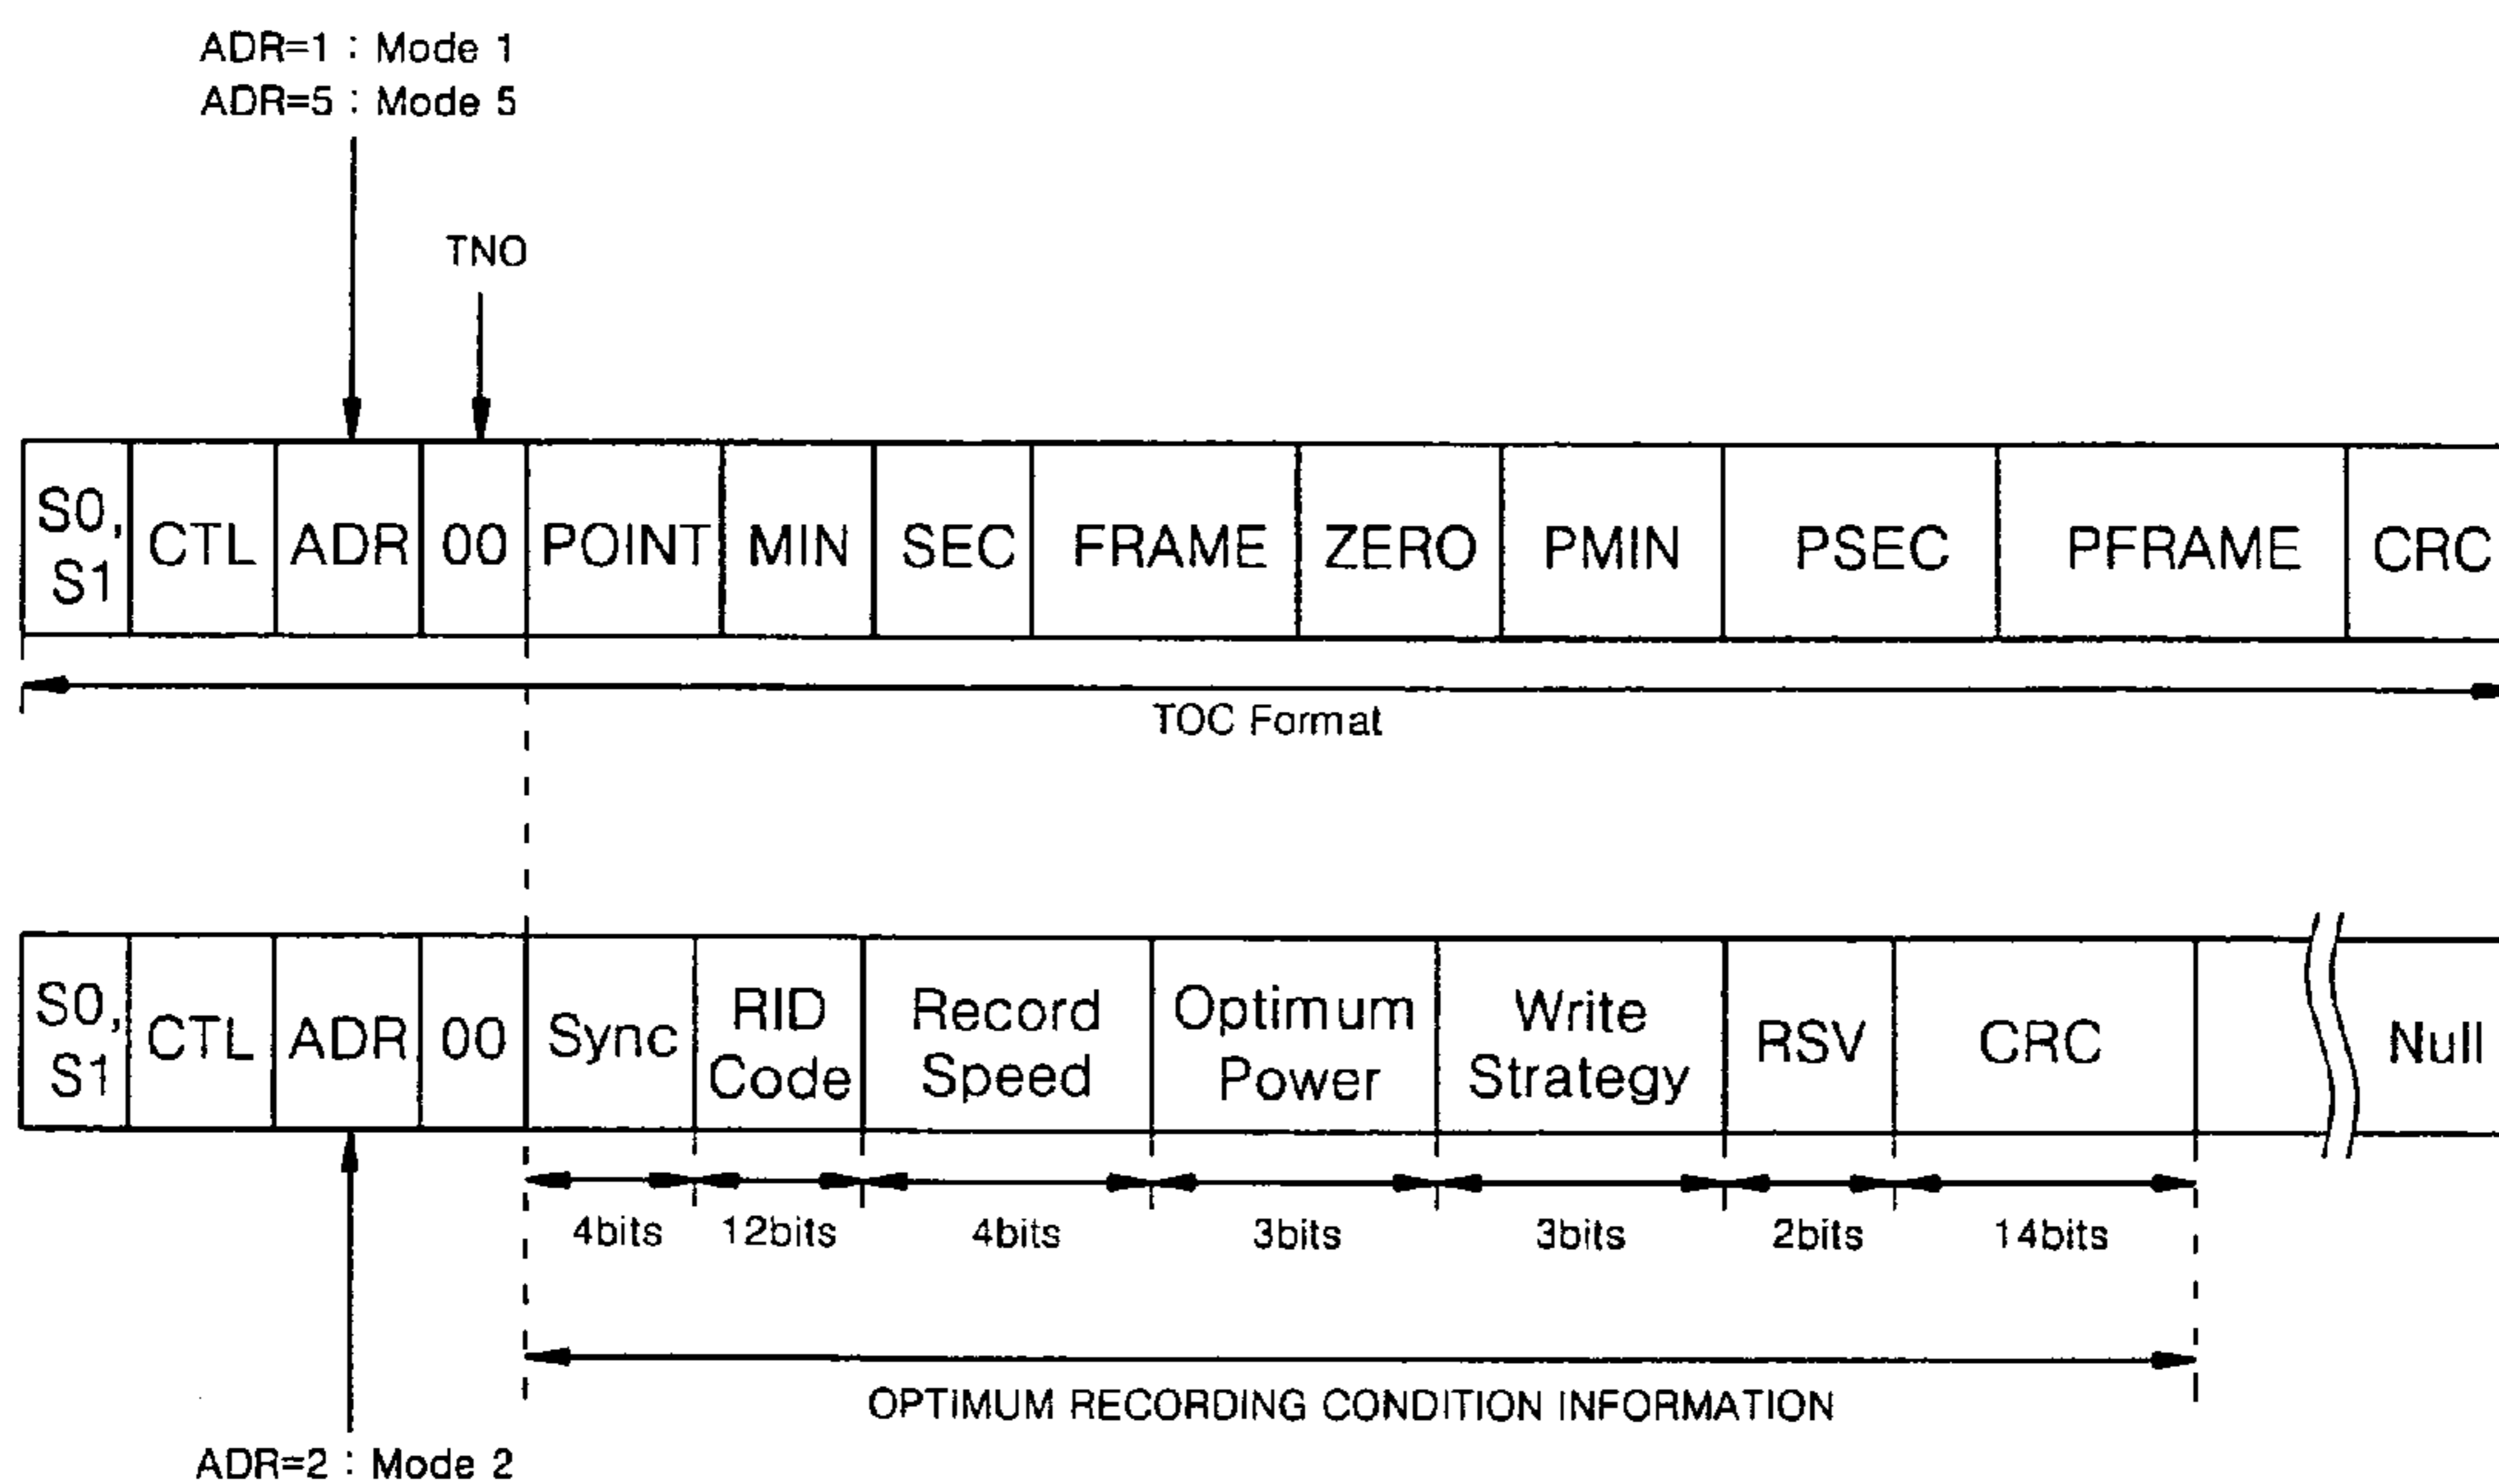 ADR=1 : Mode 1
ADR=5 : Mode 5
TNO
S0, S1 CTL ADR 00 POINT MIN SEC FRAME ZERO PMIN PSEC PFRAME CRC
TOC Format
S0, S1 CTL ADR 00 Sync RID Code Record Speed Optimum Power Write Strategy RSV CRC Null
4bits 12bits 4bits 3bits 3bits 2bits 14bits
OPTIMUM RECORDING CONDITION INFORMATION
ADR=2 : Mode 2